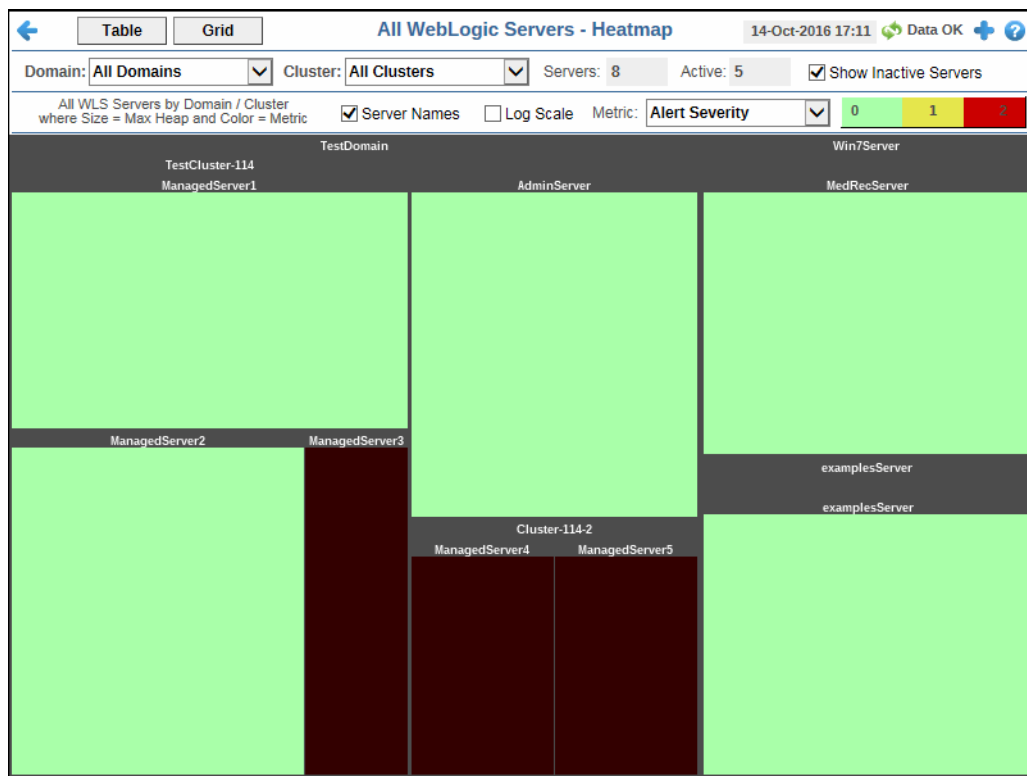 Table Grid All WebLogic Servers - Heatmap 14-Oct-2016 17:11 Data OK
Domain: All Domains Cluster: All Clusters Servers: 8 Active: 5 Show Inactive Servers
All WLS Servers by Domain / Cluster
where Size = Max Heap and Color = Metric
Server Names Log Scale Metric: Alert Severity 0 1 2
TestDomain Win7Server
TestCluster-114
ManagedServer1 AdminServer MedRecServer
ManagedServer2 ManagedServer3
examplesServer
examplesServer
Cluster-114-2
ManagedServer4 ManagedServer5